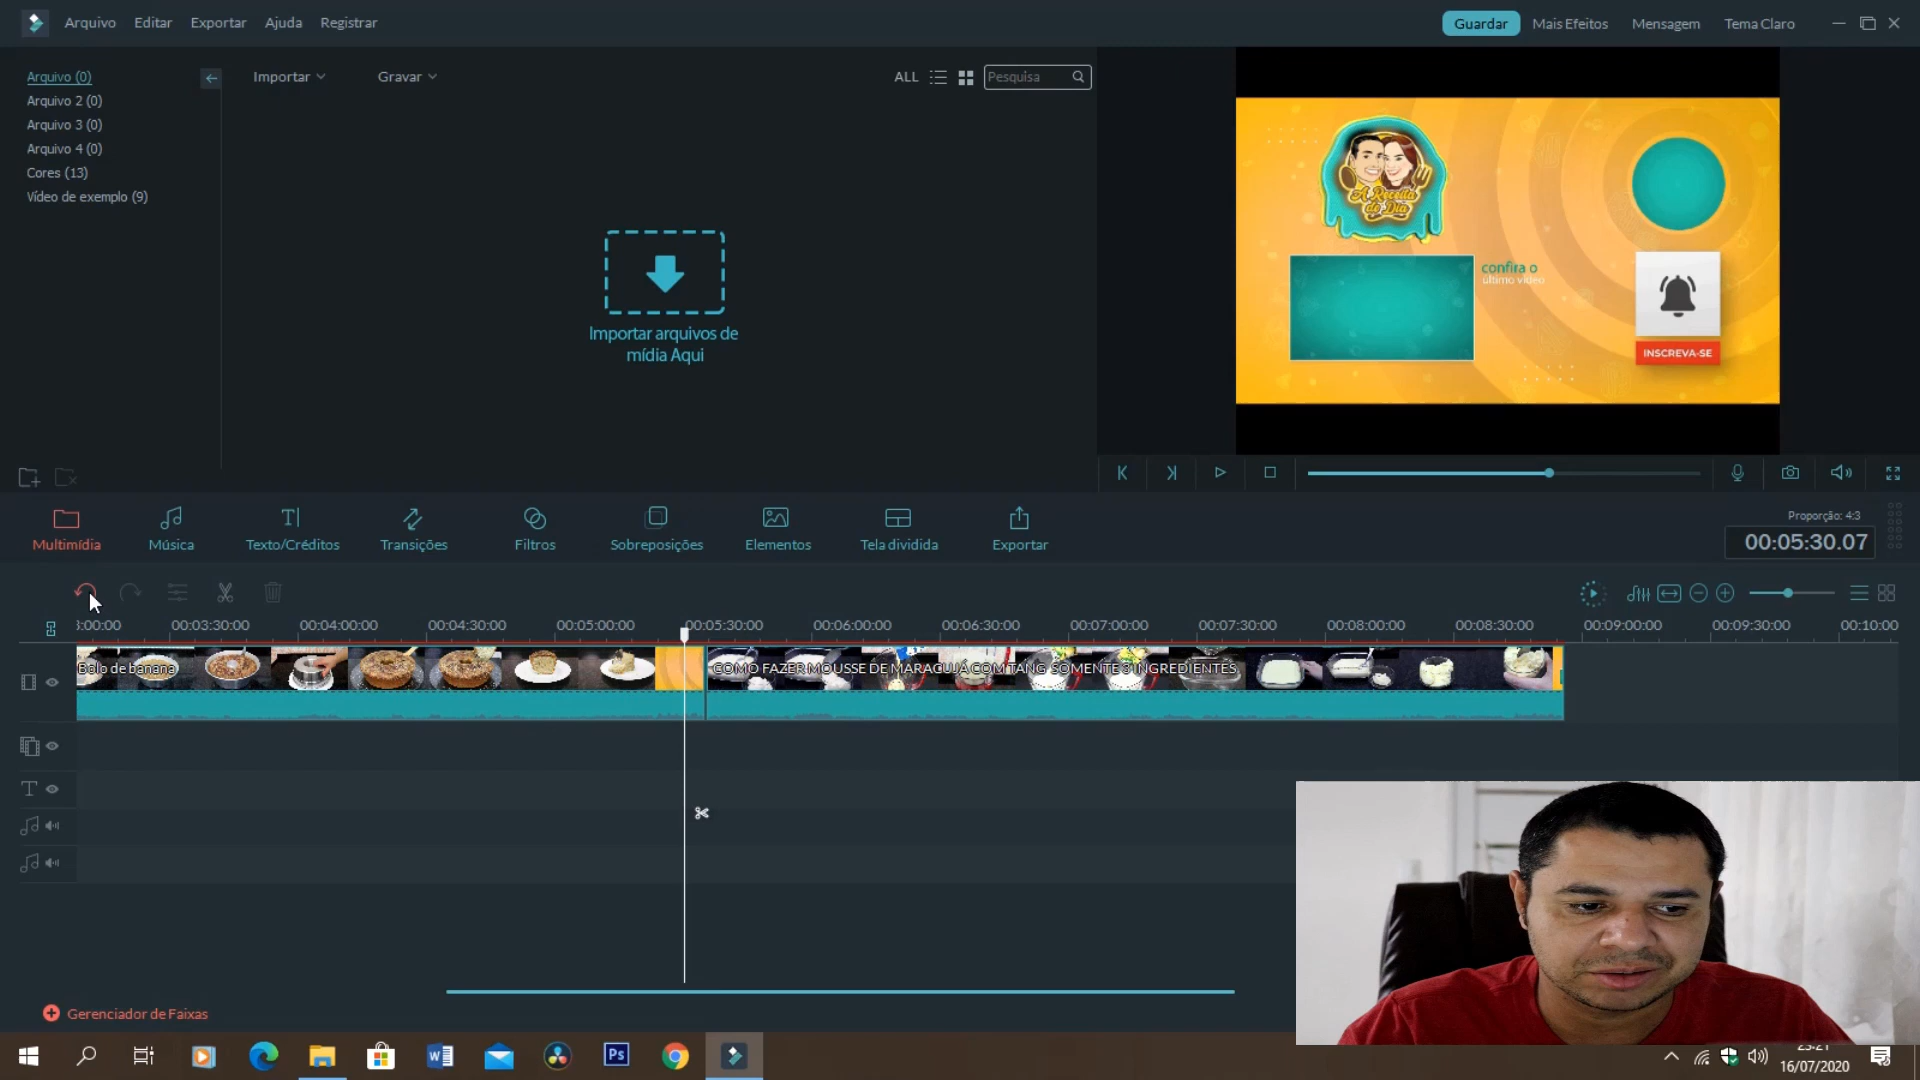 Arquivo
Editar
Exportar
Ajuda
Registrar
Guardar
Mais Efeitos
Mensagem
Tema Claro
Arquivo (0)
Arquivo 2 (0)
Arquivo 3 (0)
Arquivo 4 (0)
Cores (13)
Vídeo de exemplo (9)
Importar
Gravar
ALL
Pesquisa
Importar arquivos de
mídia Aqui
A Receita
do Dia
confira o
ultimo vídeo
INSCREVA-SE
Multimídia
Música
Texto/Créditos
Transições
Filtros
Sobreposições
Elementos
Tela dividida
Exportar
Proporção: 4:3
00:05:30.07
00:03:30:00
00:04:00:00
00:04:30:00
00:05:00:00
00:05:30:00
00:06:00:00
00:06:30:00
00:07:00:00
00:07:30:00
00:08:00:00
00:08:30:00
00:09:00:00
00:09:30:00
00:10:00
Bolo de banana
COMO FAZER MOUSSE DE MARACUJÁ COM TANG SOMENTE 3 INGREDIENTES
Gerenciador de Faixas
Ps
16/07/2020